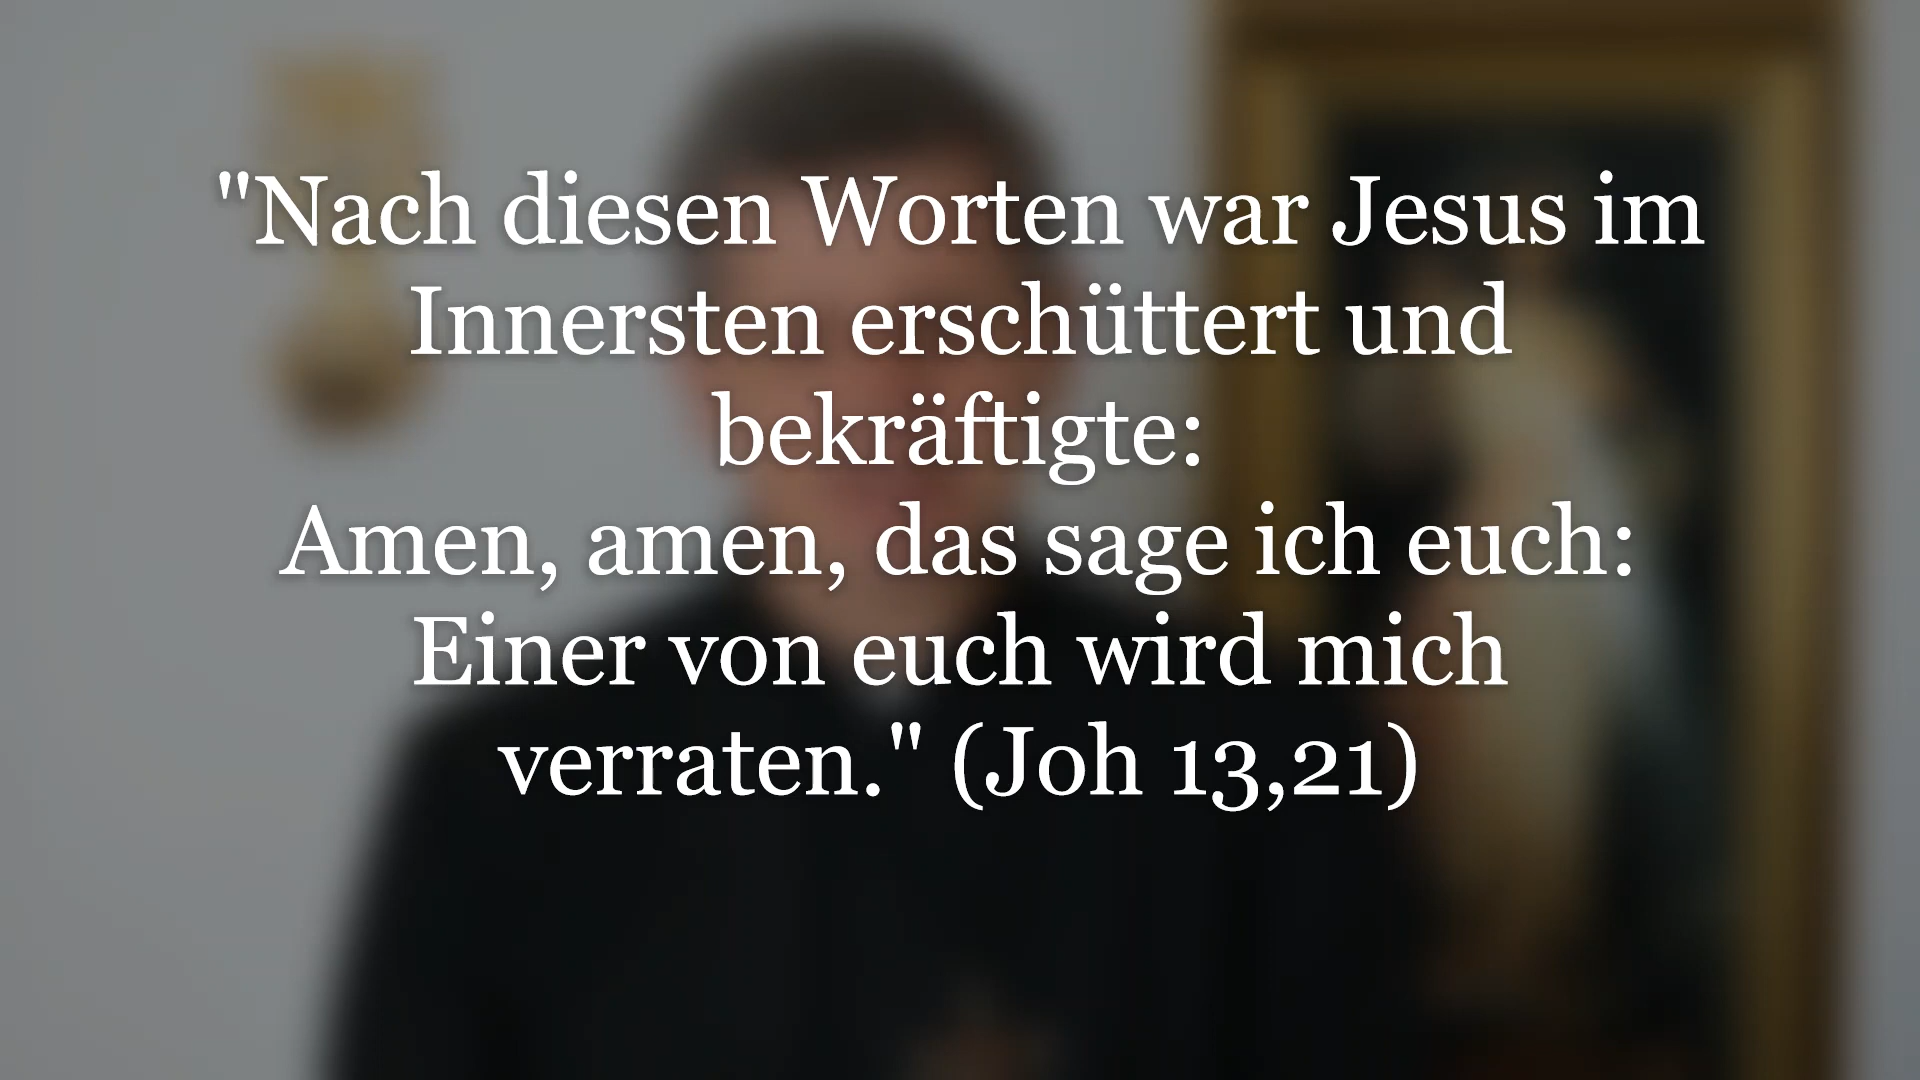 "Nach diesen Worten war Jesus im
Innersten erschüttert und
bekräftigte:
Amen, amen, das sage ich euch:
Einer von euch wird mich
verraten." (Joh 13,21)